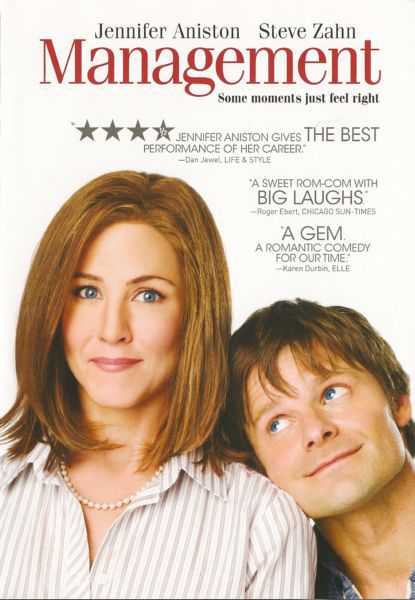 Jennifer Aniston Steve Zahn
Management
Some moments just feel right
"★★★½ JENNIFER ANISTON GIVES THE BEST
PERFORMANCE OF HER CAREER."
—Dan Jewel, LIFE & STYLE
"A SWEET ROM-COM WITH
BIG LAUGHS."
—Roger Ebert, CHICAGO SUN-TIMES
"A GEM.
A ROMANTIC COMEDY
FOR OUR TIME."
—Karen Durbin, ELLE